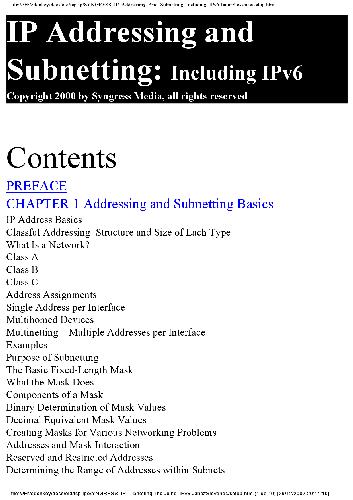 IP Addressing and
Subnetting: Including IPv6
Copyright 2000 by Syngress Media, all rights reserved
Contents
PREFACE
CHAPTER 1 Addressing and Subnetting Basics
IP Address Basics
Classful Addressing Structure and Size of Each Type
What Is a Network?
Class A
Class B
Class C
Address Assignments
Single Address per Interface
Multihomed Devices
Multinetting Multiple Addresses per Interface
Examples
Purpose of Subnetting
The Basic Fixed-Length Mask
What the Mask Does
Components of a Mask
Binary Determination of Mask Values
Decimal Equivalent Mask Values
Creating Masks for Various Networking Problems
Addresses and Mask Interaction
Reserved and Restricted Addresses
Determining the Range of Addresses within Subnets